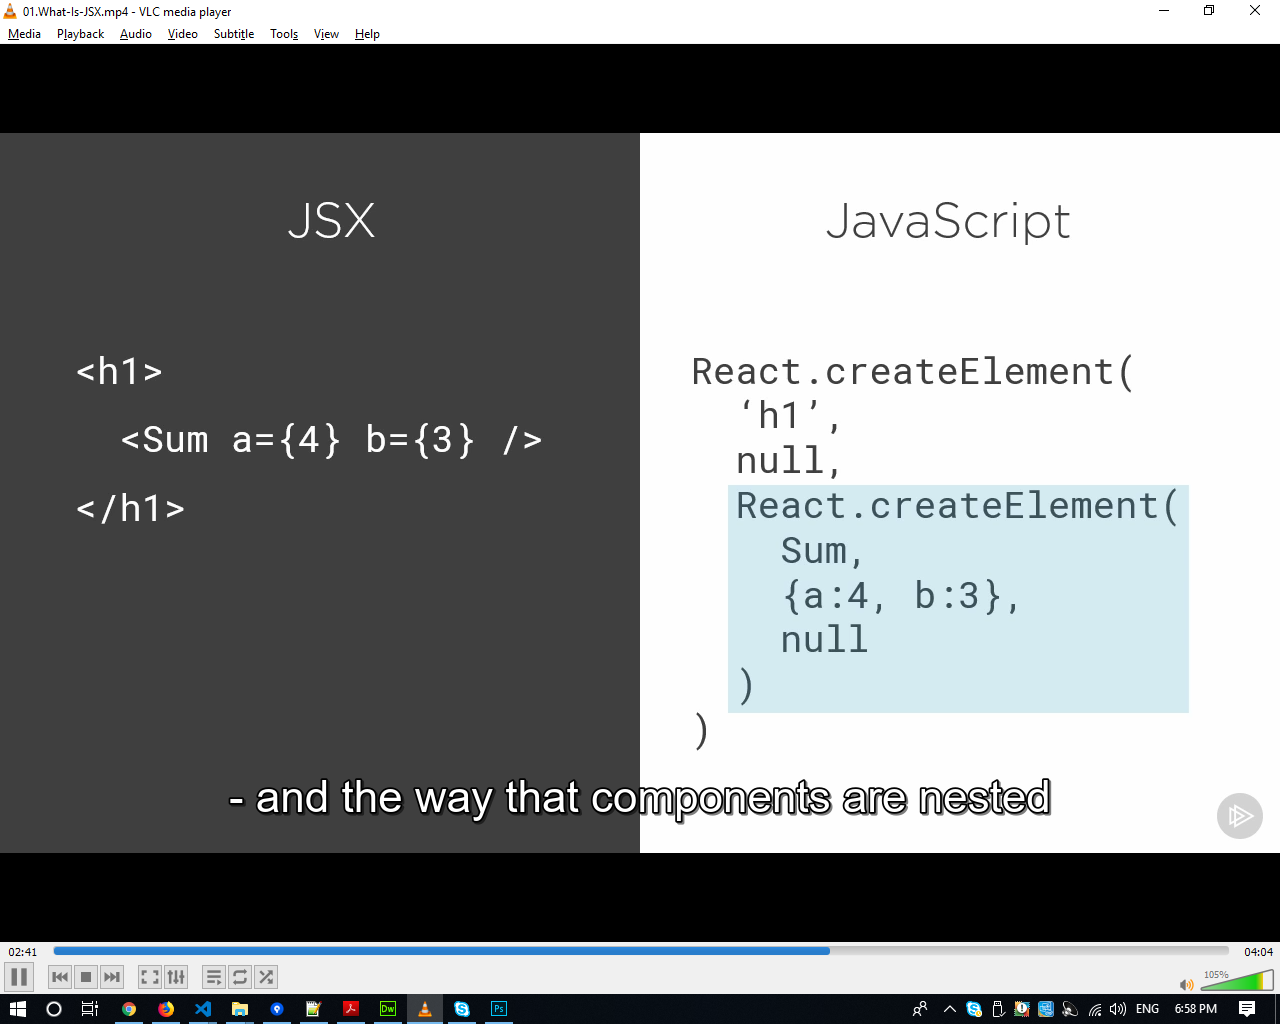 01.What-Is-JSX.mp4 - VLC media player
Media Playback Audio Video Subtitle Tools View Help
JSX
<h1>
<Sum a={4} b={3} />
</h1>
JavaScript
React.createElement(
‘h1’,
null,
React.createElement(
Sum,
{a:4, b:3},
null
)
)
- and the way that components are nested
02:41
04:04
105%
Dw
Ps
ENG
6:58 PM